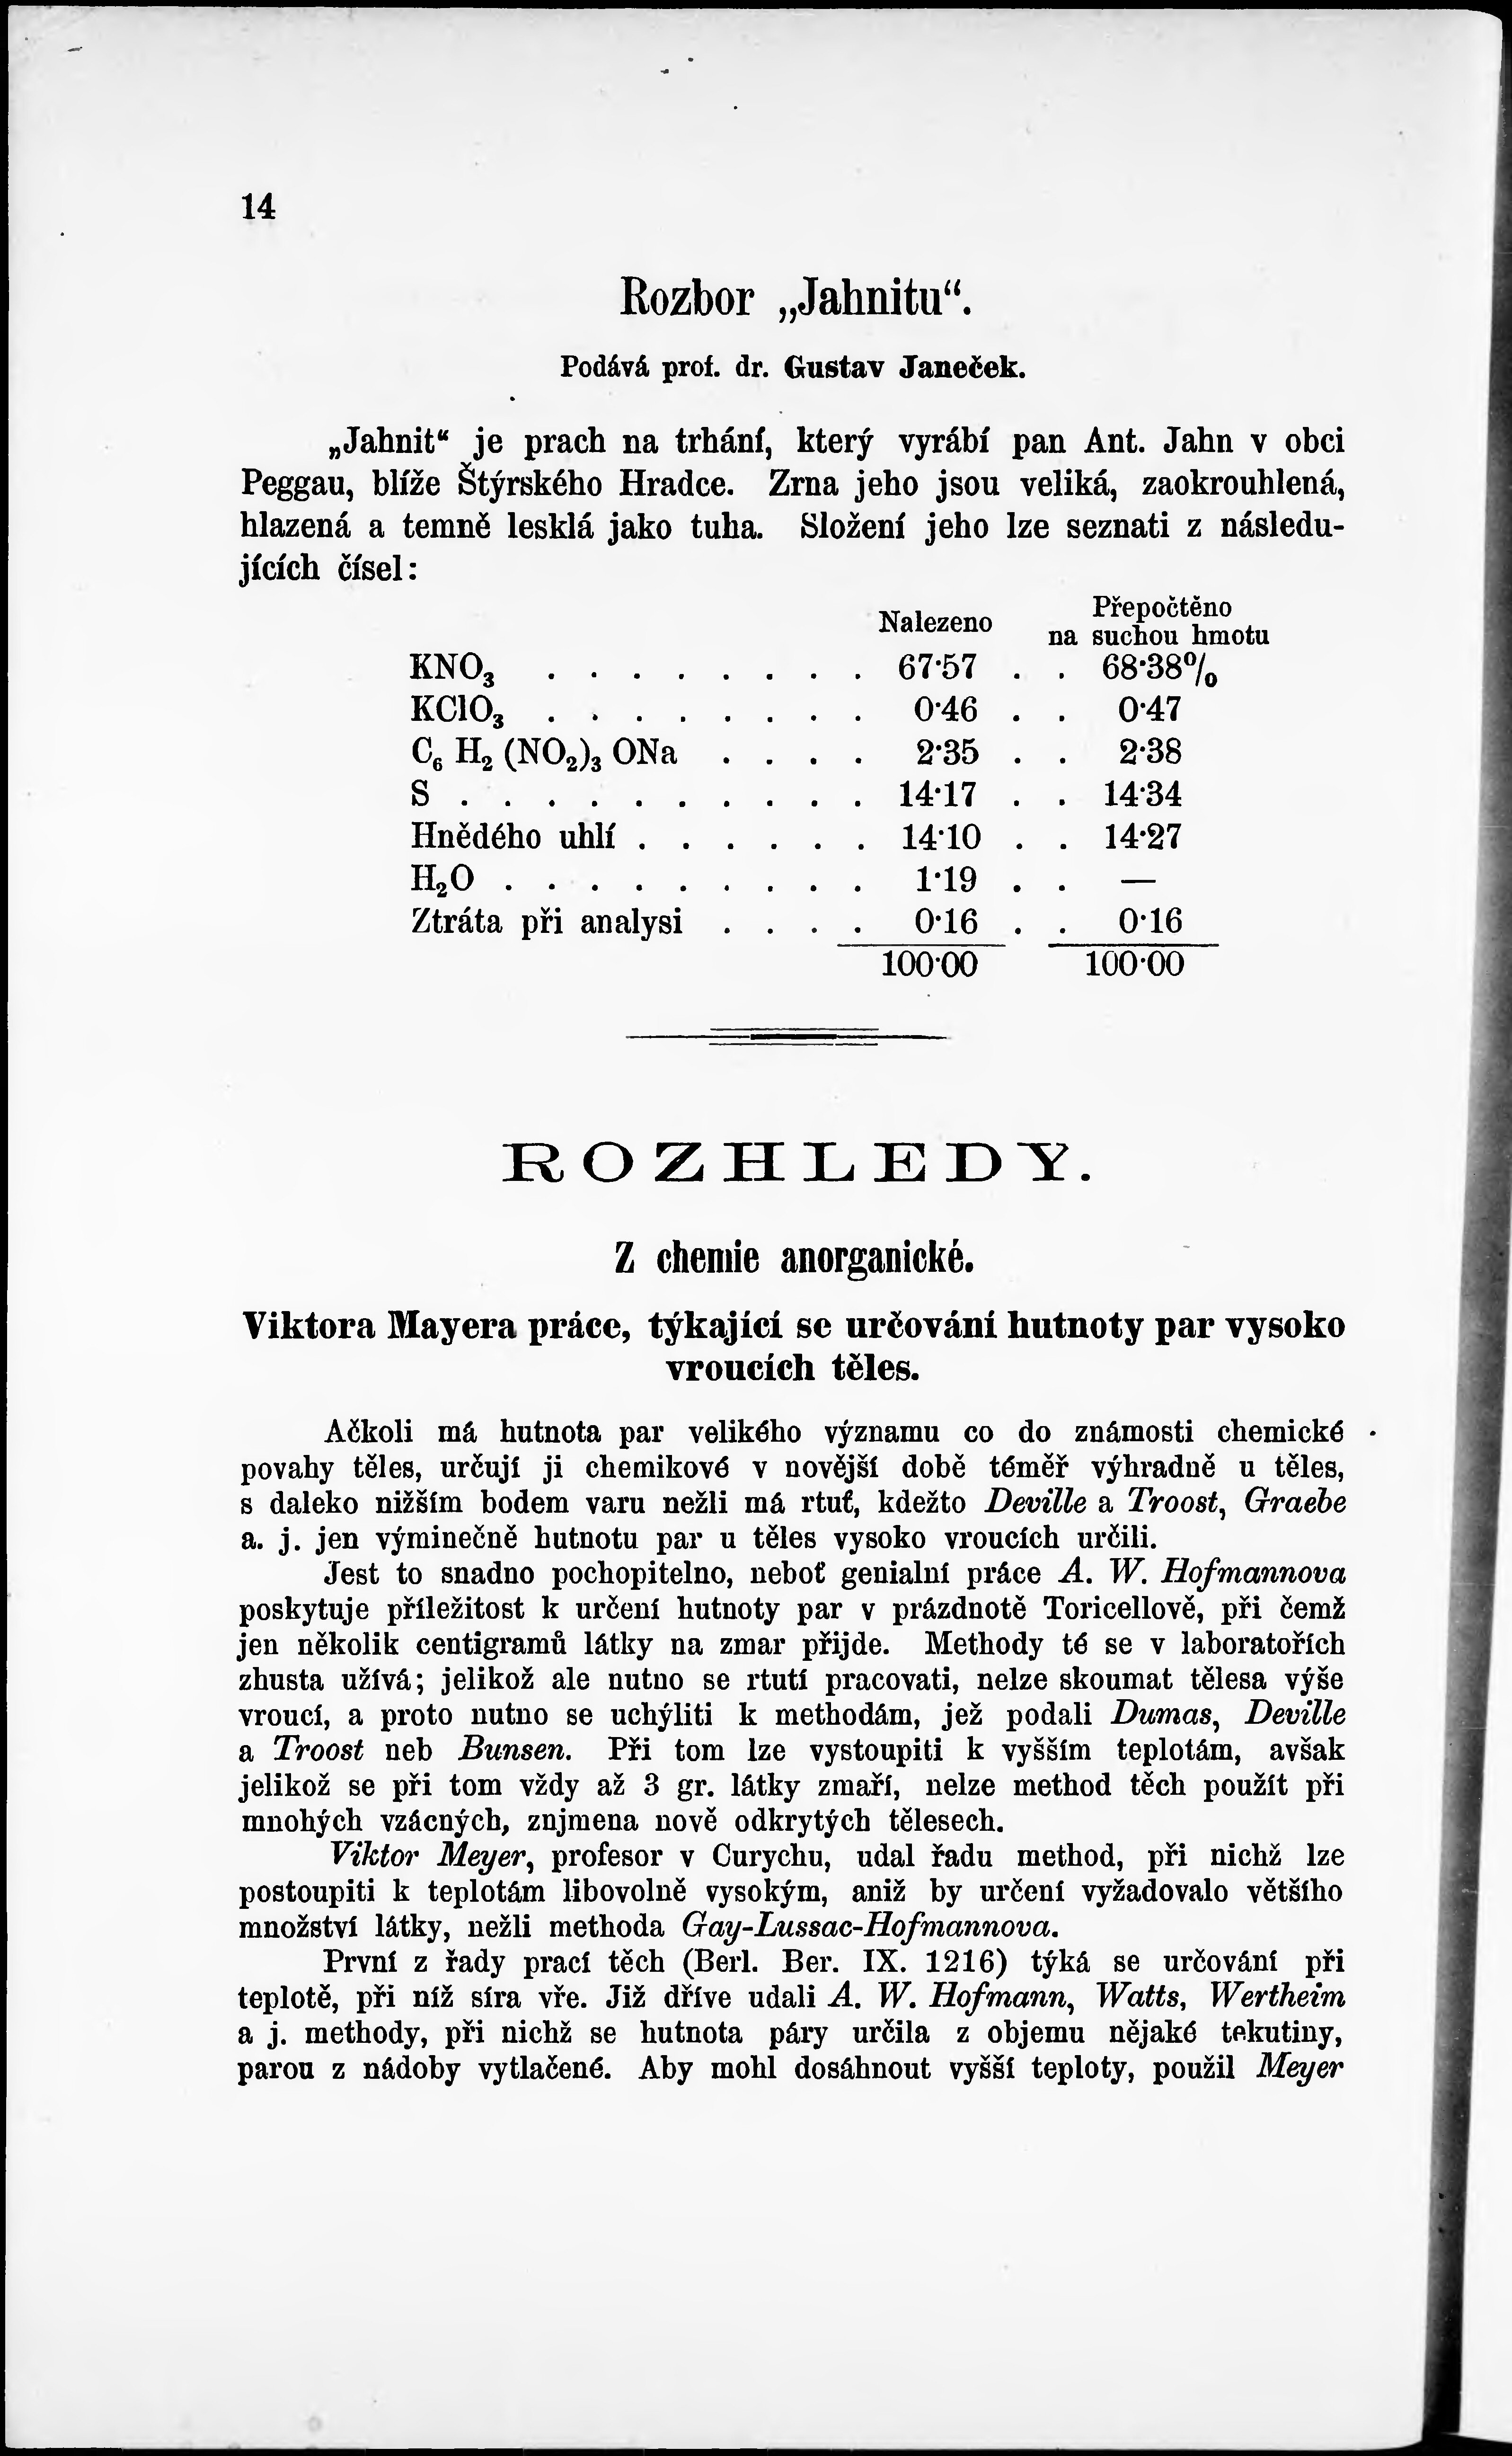 14
Rozbor „Jahnitu“.
Podává prof. dr. Gustav Janeček.
„Jahnit“ je prach na trhání, který vyrábí pan Ant. Jahn v obci
Peggau, blíže Štýrského Hradce. Zrna jeho jsou veliká, zaokrouhlená,
hlazená a temně lesklá jako tuha. Složení jeho lze seznati z následu-
jících čísel:
Nalezeno Přepočtěno
na suchou hmotu
KNO₃ . . . . . . . . 67·57 . . 68·38%
KClO₃ . . . . . . . . 0·46 . . 0·47
C₆ H₂ (NO₂)₃ ONa . . . . 2·35 . . 2·38
S . . . . . . . . . . 14·17 . . 14·34
Hnědého uhlí . . . . . . 14·10 . . 14·27
H₂O . . . . . . . . . 1·19 . . —
Ztráta při analysi . . . . 0·16 . . 0·16
100·00 100·00
ROZHLEDY.
Z chemie anorganické.
Viktora Mayera práce, týkající se určování hutnoty par vysoko
vroucích těles.
Ačkoli má hutnota par velikého významu co do známosti chemické
povahy těles, určují ji chemikové v novější době téměř výhradně u těles,
s daleko nižším bodem varu nežli má rtuť, kdežto Deville a Troost, Graebe
a. j. jen výminečně hutnotu par u těles vysoko vroucích určili.
Jest to snadno pochopitelno, neboť genialní práce A. W. Hofmannova
poskytuje příležitost k určení hutnoty par v prázdnotě Toricellově, při čemž
jen několik centigramů látky na zmar přijde. Methody té se v laboratořích
zhusta užívá; jelikož ale nutno se rtutí pracovati, nelze skoumat tělesa výše
vroucí, a proto nutno se uchýliti k methodám, jež podali Dumas, Deville
a Troost neb Bunsen. Při tom lze vystoupiti k vyšším teplotám, avšak
jelikož se při tom vždy až 3 gr. látky zmaří, nelze method těch použít při
mnohých vzácných, znjmena nově odkrytých tělesech.
Viktor Meyer, profesor v Curychu, udal řadu method, při nichž lze
postoupiti k teplotám libovolně vysokým, aniž by určení vyžadovalo většího
množství látky, nežli methoda Gay-Lussac-Hofmannova.
První z řady prací těch (Berl. Ber. IX. 1216) týká se určování při
teplotě, při níž síra vře. Již dříve udali A. W. Hofmann, Watts, Wertheim
a j. methody, při nichž se hutnota páry určila z objemu nějaké tekutiny,
parou z nádoby vytlačené. Aby mohl dosáhnout vyšší teploty, použil Meyer